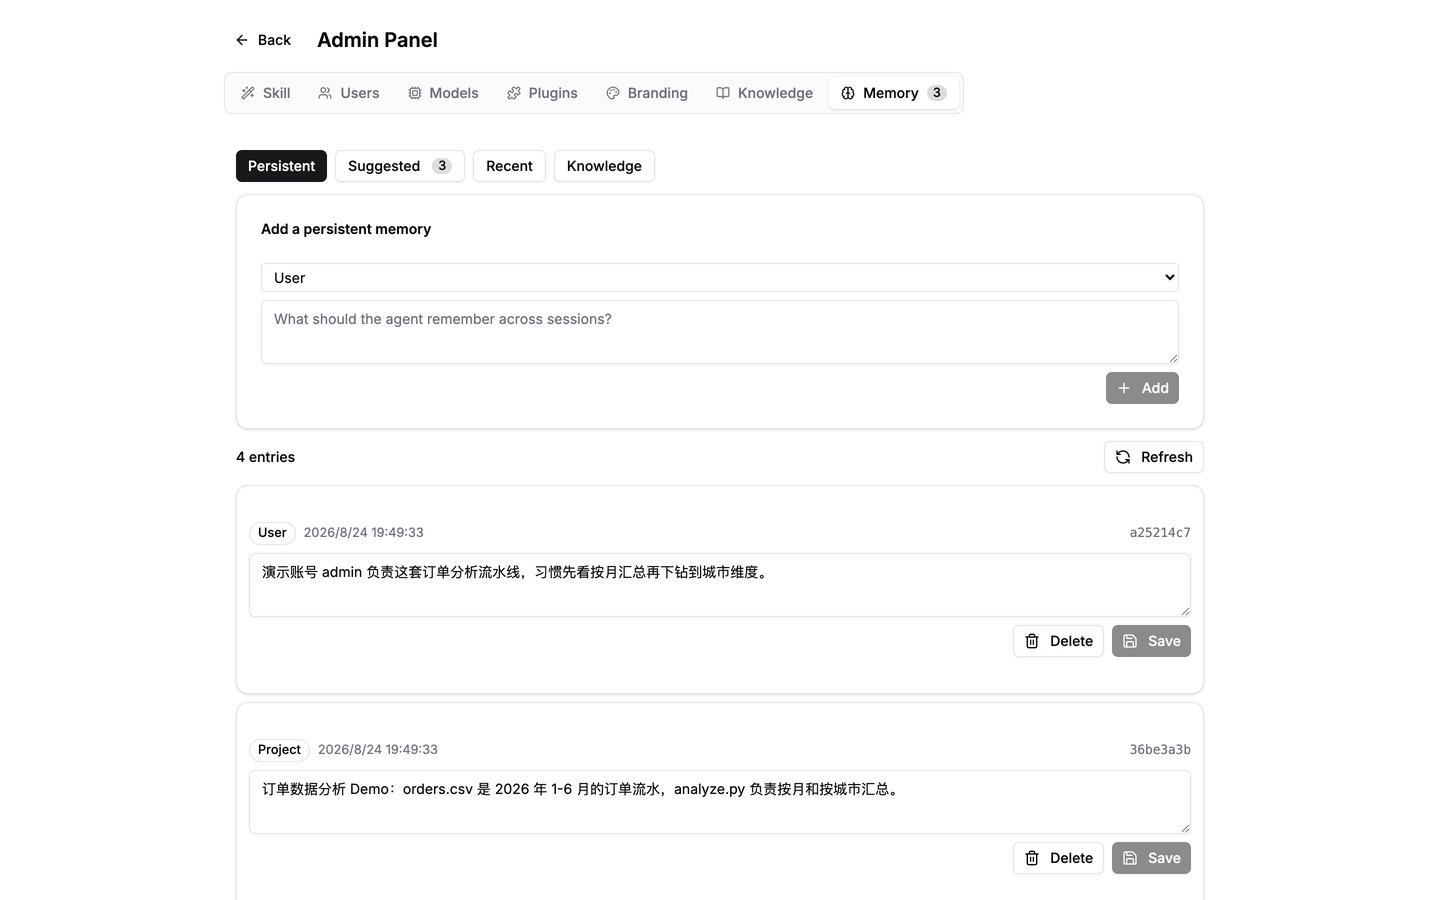 Back
Admin Panel
Skill
Users
Models
Plugins
Branding
Knowledge
Memory 3
Persistent
Suggested 3
Recent
Knowledge
Add a persistent memory
User
What should the agent remember across sessions?
Add
4 entries
Refresh
User 2026/8/24 19:49:33 a25214c7
演示账号 admin 负责这套订单分析流水线，习惯先看按月汇总再下钻到城市维度。
Delete
Save
Project 2026/8/24 19:49:33 36be3a3b
订单数据分析 Demo：orders.csv 是 2026 年 1-6 月的订单流水，analyze.py 负责按月和按城市汇总。
Delete
Save